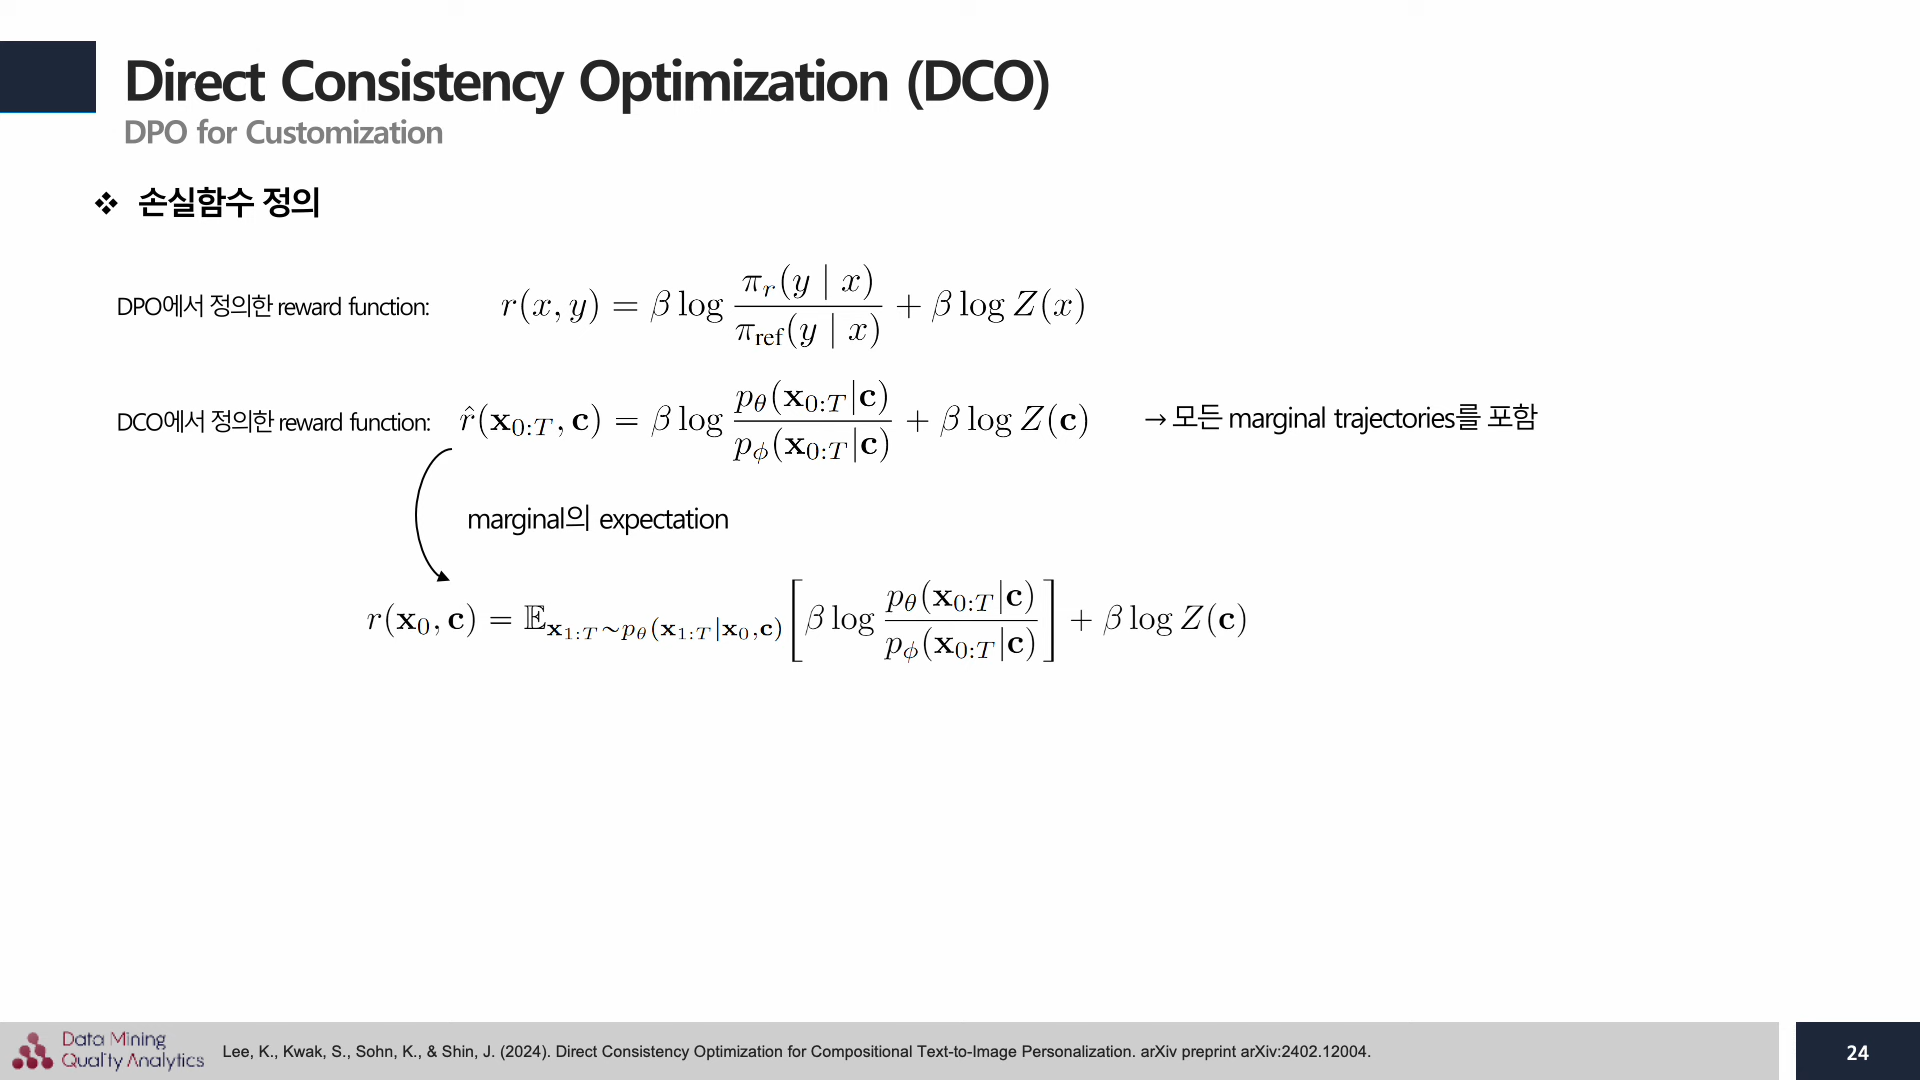 Direct Consistency Optimization (DCO)
DPO for Customization
❖ 손실함수 정의
DPO에서 정의한 reward function: r(x, y) = β log π_r(y | x) / π_ref(y | x) + β log Z(x)
DCO에서 정의한 reward function: r̂(x_{0:T}, c) = β log p_θ(x_{0:T}|c) / p_ϕ(x_{0:T}|c) + β log Z(c) → 모든 marginal trajectories를 포함
marginal의 expectation
r(x_0, c) = 𝔼_{x_{1:T}∼p_θ(x_{1:T}|x_0,c)} [β log p_θ(x_{0:T}|c) / p_ϕ(x_{0:T}|c)] + β log Z(c)
Data Mining
Quality Analytics
Lee, K., Kwak, S., Sohn, K., & Shin, J. (2024). Direct Consistency Optimization for Compositional Text-to-Image Personalization. arXiv preprint arXiv:2402.12004.
24